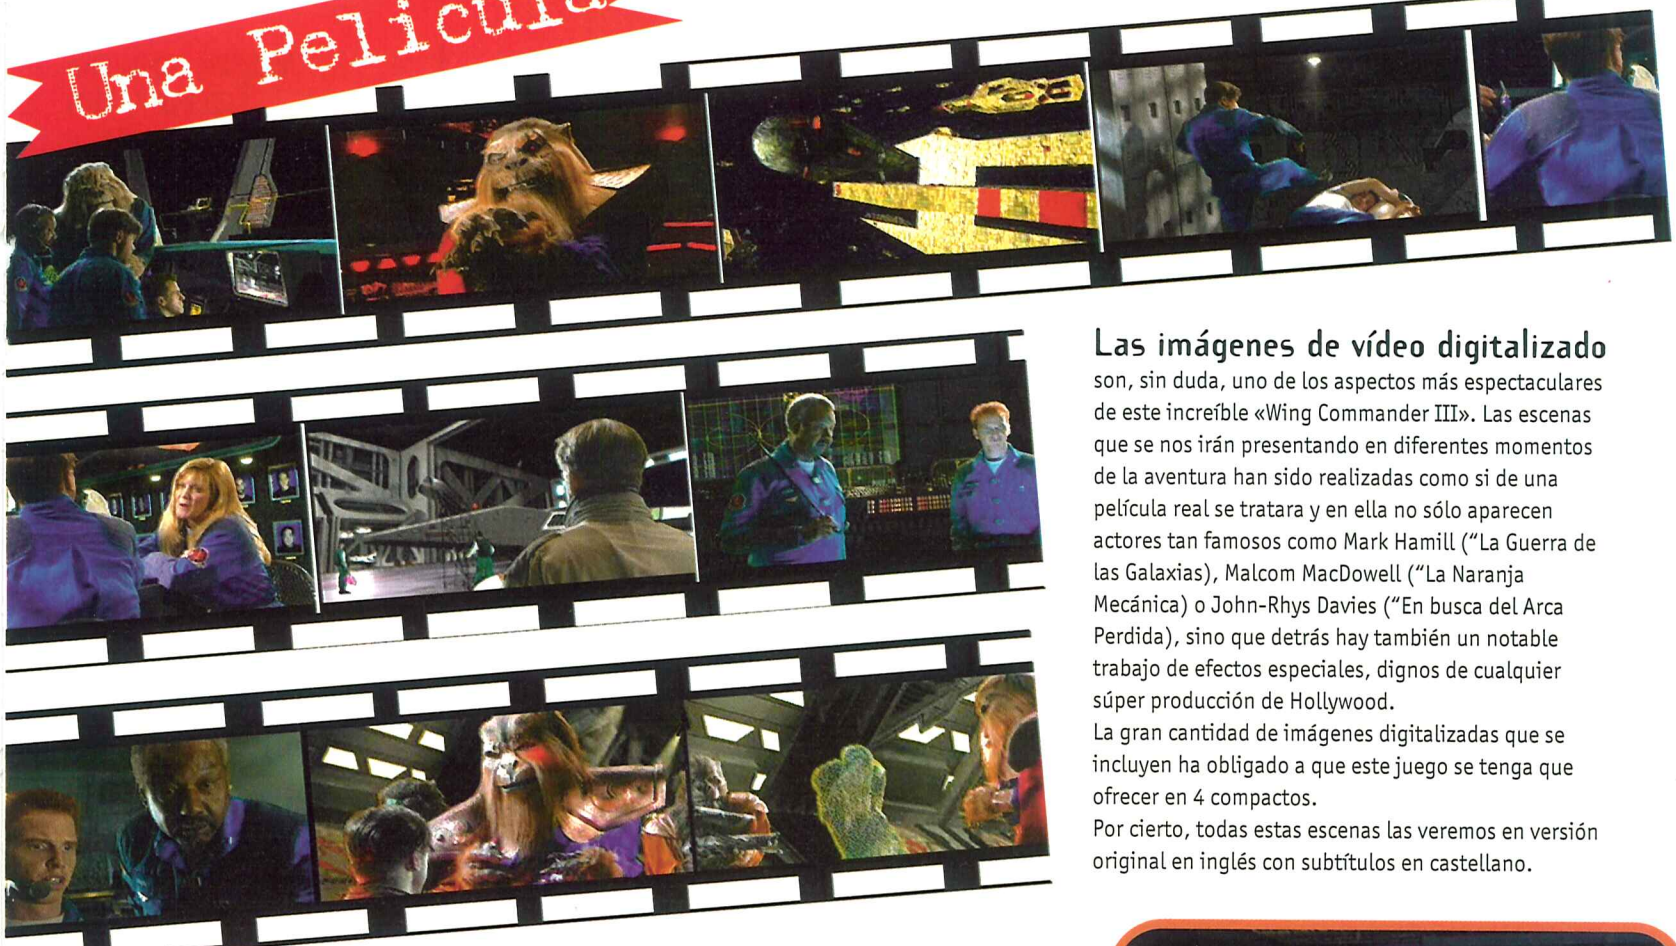 Una Película
Las imágenes de vídeo digitalizado
son, sin duda, uno de los aspectos más espectaculares
de este increíble «Wing Commander III». Las escenas
que se nos irán presentando en diferentes momentos
de la aventura han sido realizadas como si de una
película real se tratara y en ella no sólo aparecen
actores tan famosos como Mark Hamill (“La Guerra de
las Galaxias), Malcom MacDowell (“La Naranja
Mecánica) o John-Rhys Davies (“En busca del Arca
Perdida), sino que detrás hay también un notable
trabajo de efectos especiales, dignos de cualquier
súper producción de Hollywood.
La gran cantidad de imágenes digitalizadas que se
incluyen ha obligado a que este juego se tenga que
ofrecer en 4 compactos.
Por cierto, todas estas escenas las veremos en versión
original en inglés con subtítulos en castellano.